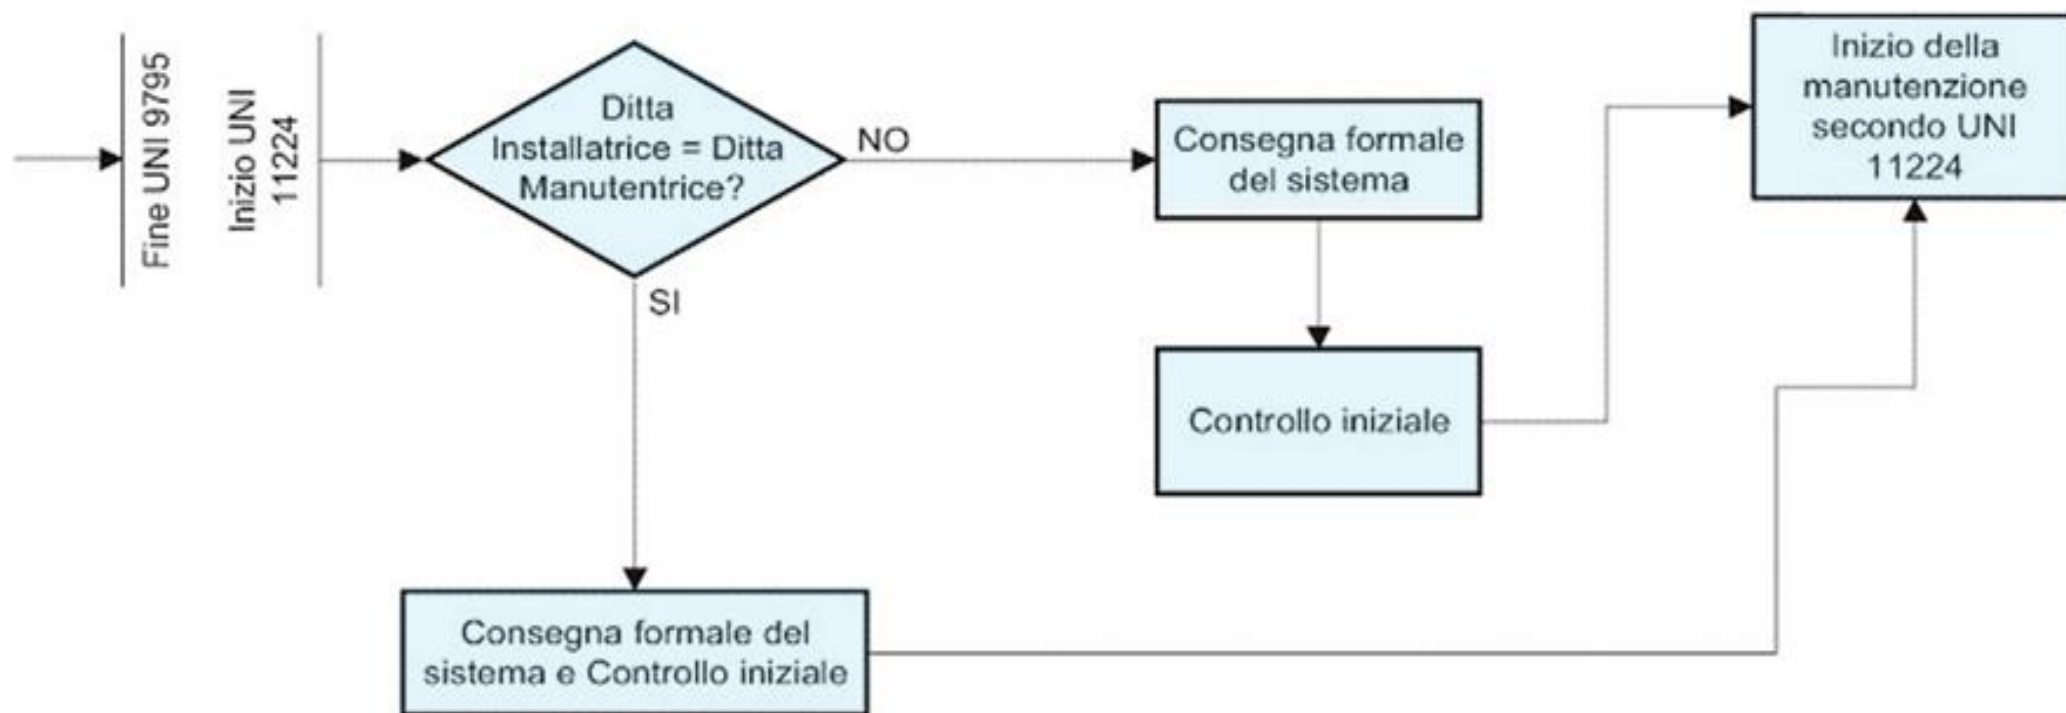 Fine UNI 9795
Inizio UNI
11224
Ditta
Installatrice = Ditta
Manutentrice?
NO
SI
Consegna formale
del sistema
Controllo iniziale
Consegna formale del
sistema e Controllo iniziale
Inizio della
manutenzione
secondo UNI
11224